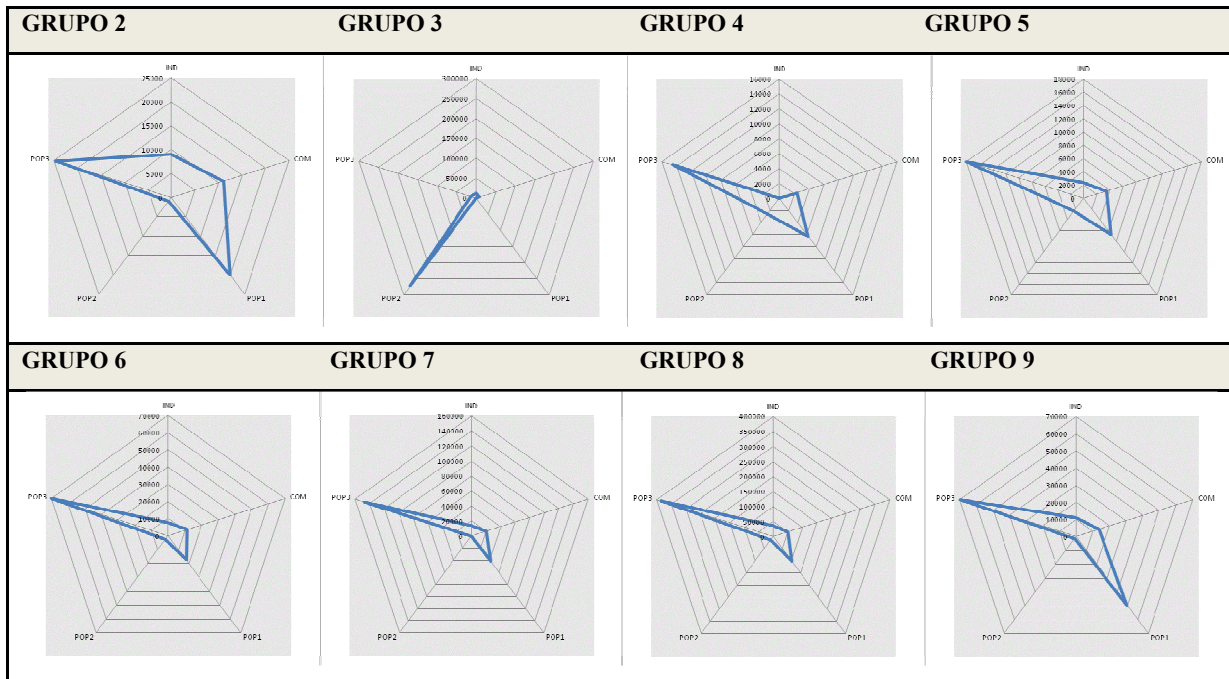 GRUPO 2 GRUPO 3 GRUPO 4 GRUPO 5
IND
25000
20000
15000
10000
5000
0
POP3
COM
POP2
POP1
IND
300000
250000
200000
150000
100000
50000
0
POP3
COM
POP2
POP1
IND
16000
14000
12000
10000
8000
6000
4000
2000
0
POP3
COM
POP2
POP1
IND
18000
16000
14000
12000
10000
8000
6000
4000
2000
0
POP3
COM
POP2
POP1
GRUPO 6 GRUPO 7 GRUPO 8 GRUPO 9
IND
70000
60000
50000
40000
30000
20000
10000
0
POP3
COM
POP2
POP1
IND
160000
140000
120000
100000
80000
60000
40000
20000
0
POP3
COM
POP2
POP1
IND
400000
350000
300000
250000
200000
150000
100000
50000
0
POP3
COM
POP2
POP1
IND
70000
60000
50000
40000
30000
20000
10000
0
POP3
COM
POP2
POP1